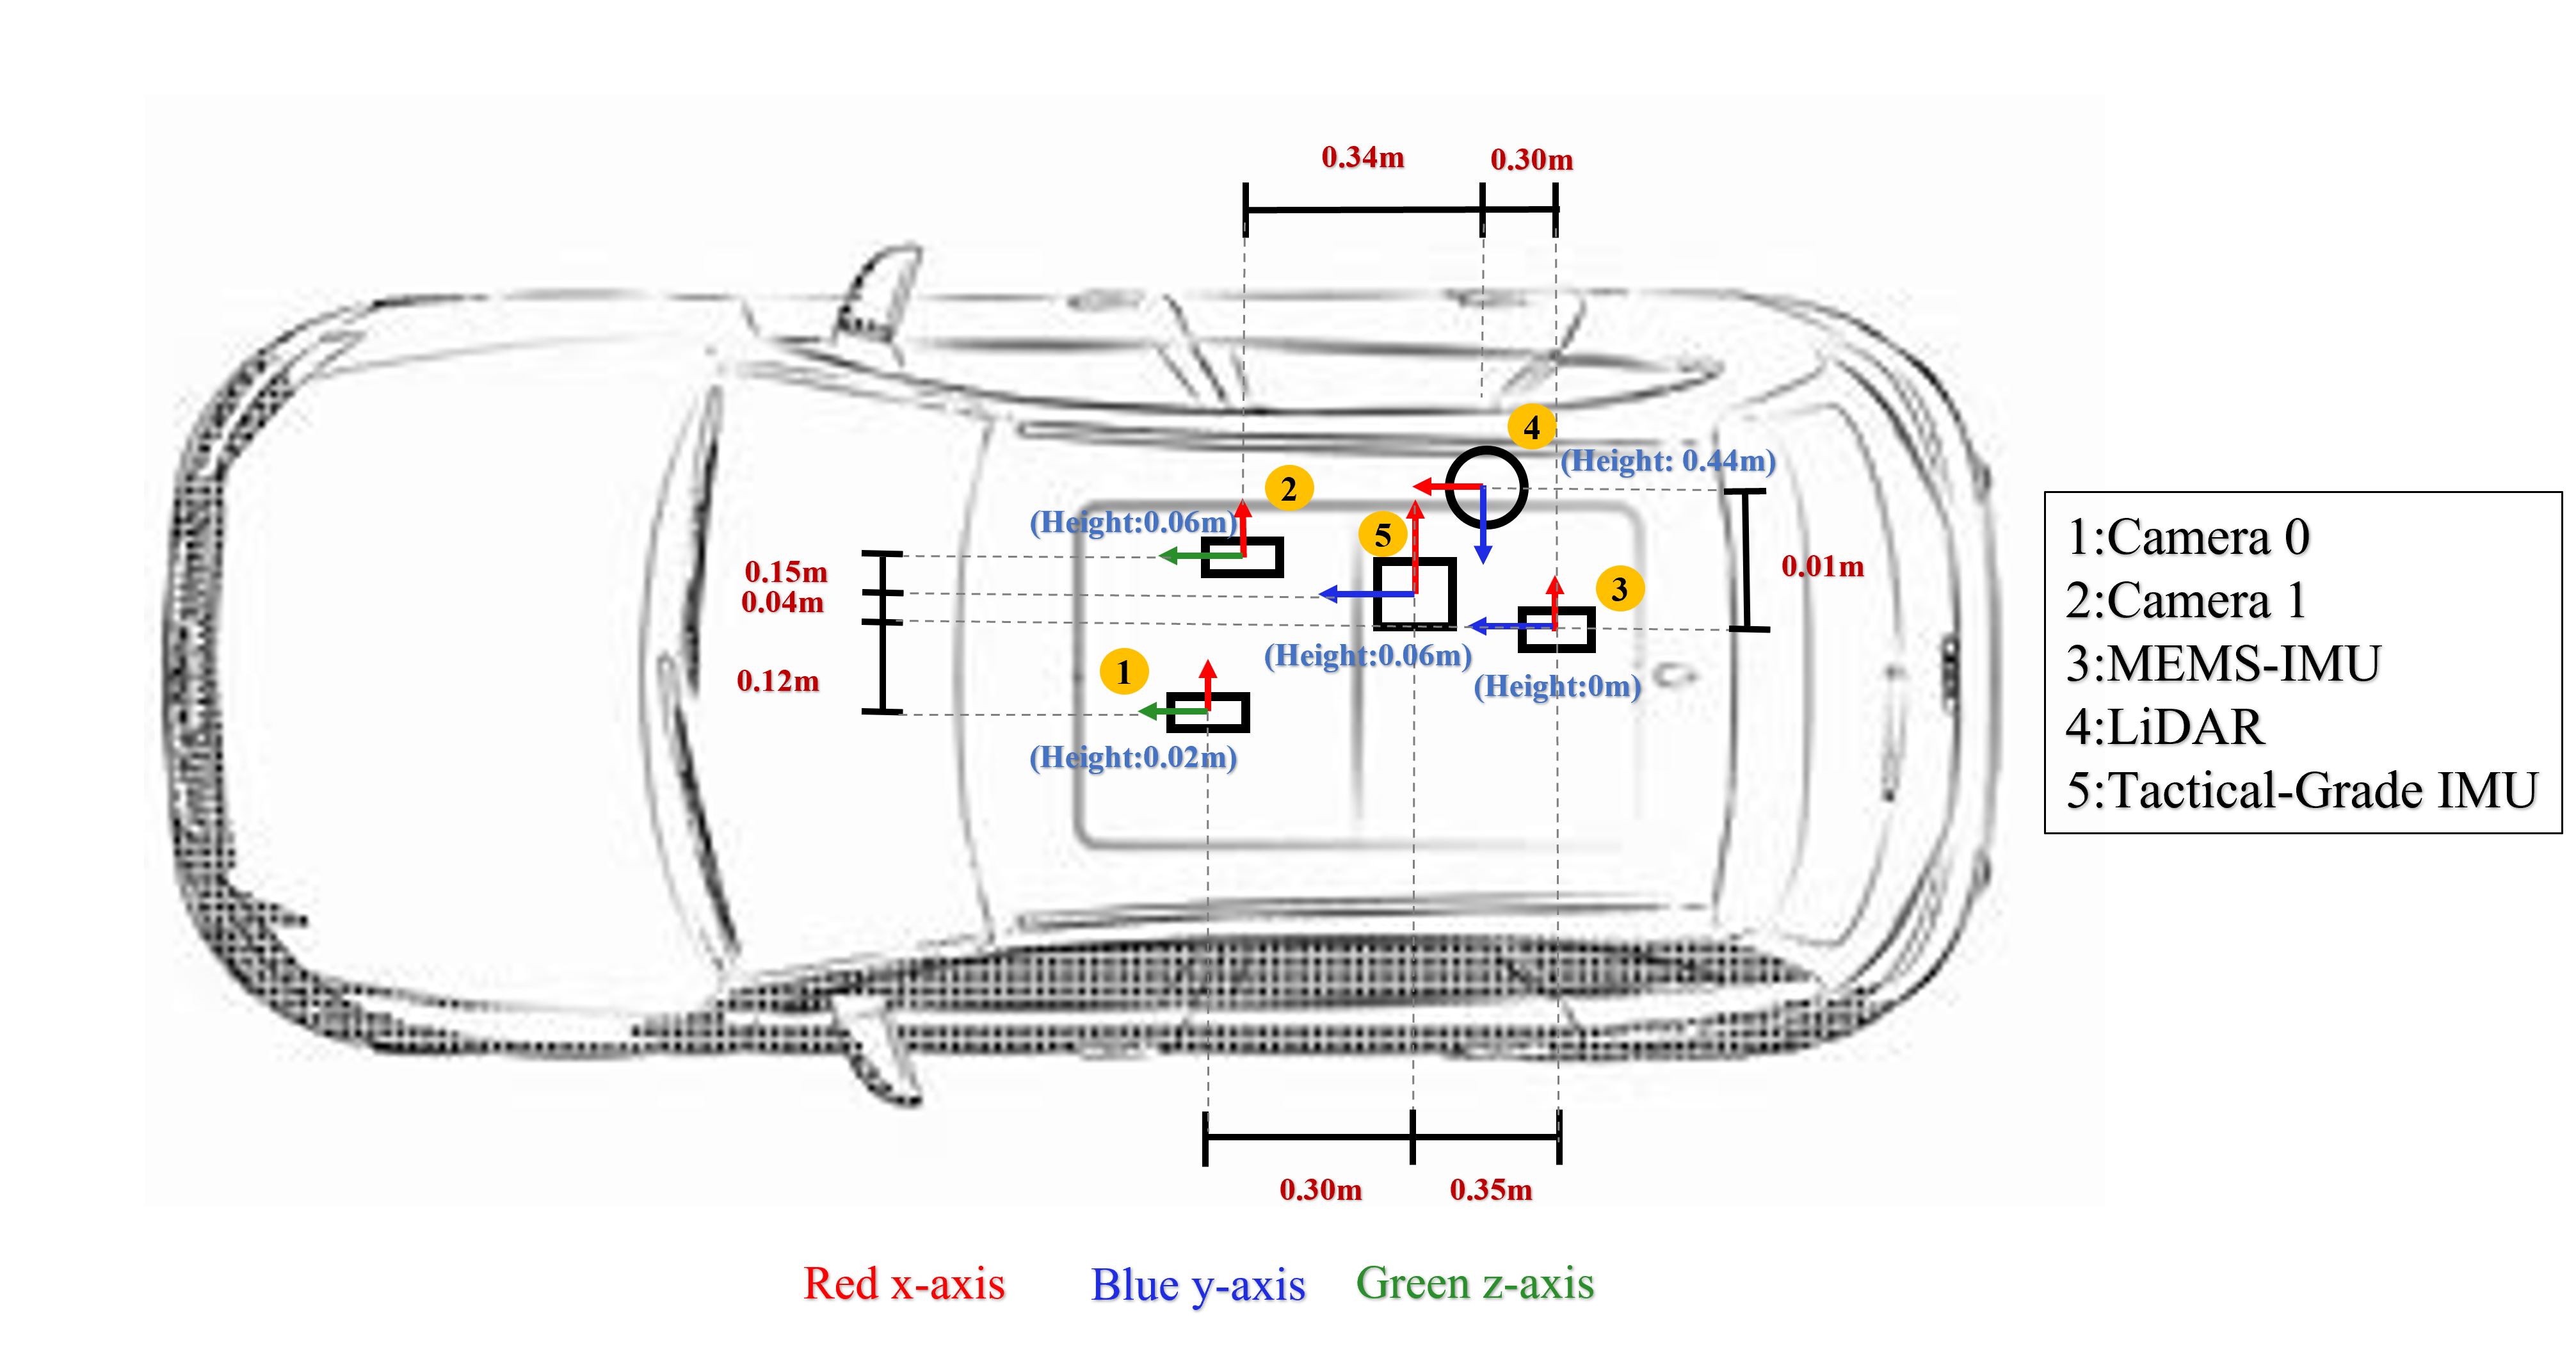 0.34m
0.30m
4
(Height: 0.44m)
2
(Height:0.06m)
5
0.15m
0.04m
0.01m
3
(Height:0.06m)
1
0.12m
(Height:0m)
(Height:0.02m)
0.30m
0.35m
Red x-axis
Blue y-axis
Green z-axis
1:Camera 0
2:Camera 1
3:MEMS-IMU
4:LiDAR
5:Tactical-Grade IMU